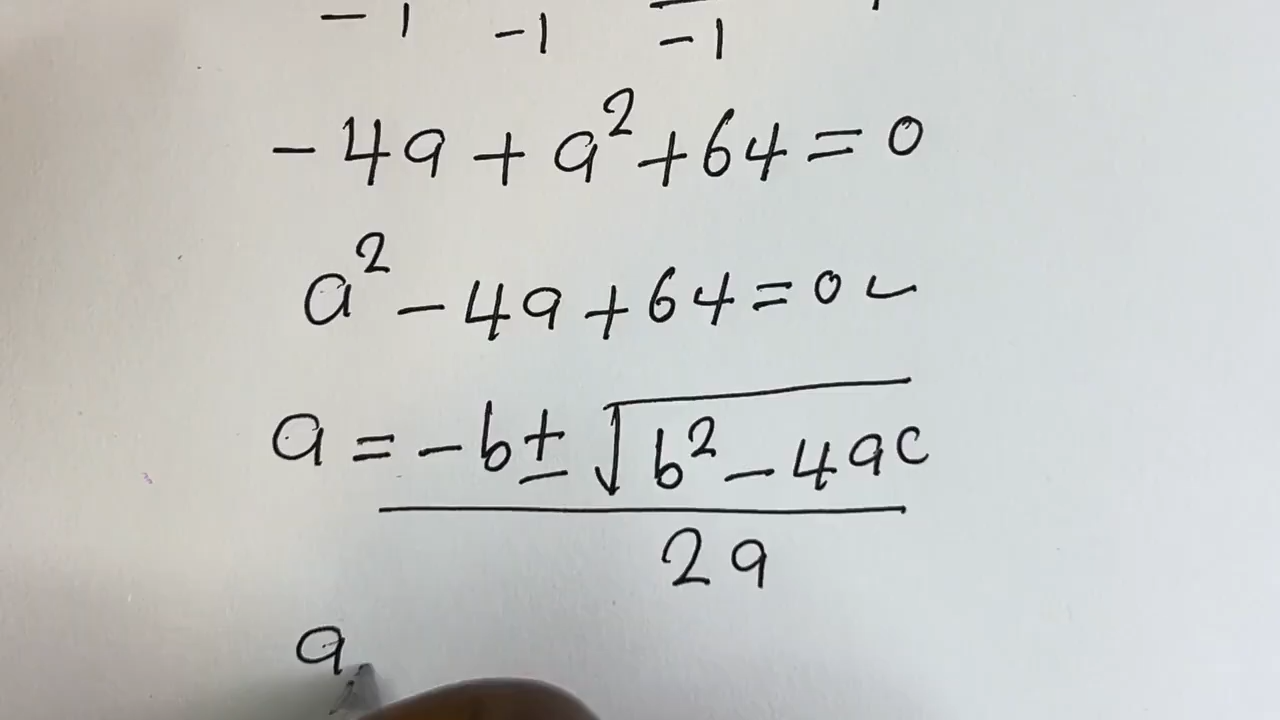 -1 -1 -1
-4a + a² + 64 = 0
a² - 4a + 64 = 0
a = -b ± √b² - 4ac
2a
a